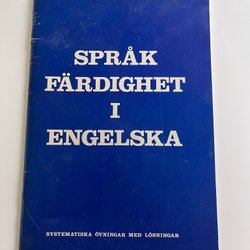 SPRÅK
FÄRDIGHET
I
ENGELSKA
SYSTEMATISKA ÖVNINGAR MED LÖSNINGAR